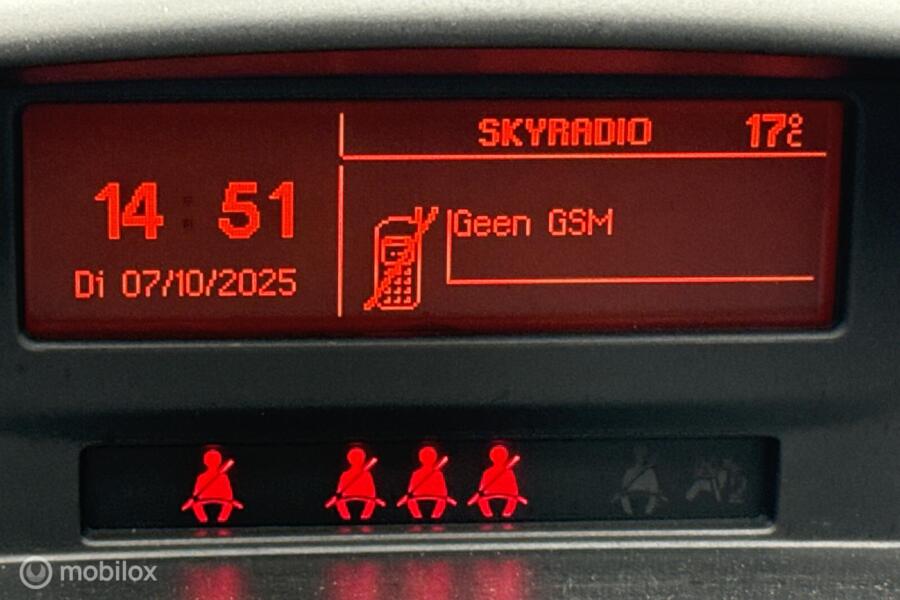 SKYRADIO 17°C
14:51
Geen GSM
Di 07/10/2025
mobilox